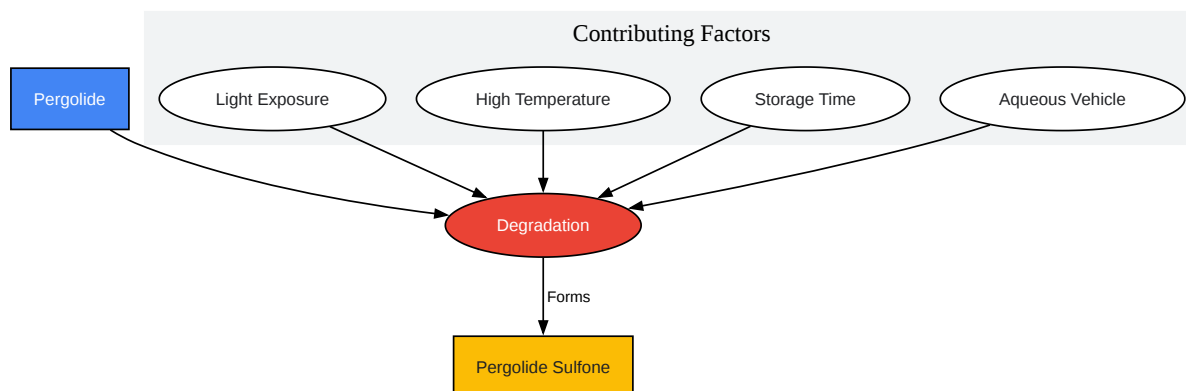 Contributing Factors
Pergolide
Light Exposure
High Temperature
Storage Time
Aqueous Vehicle
Degradation
Forms
Pergolide Sulfone